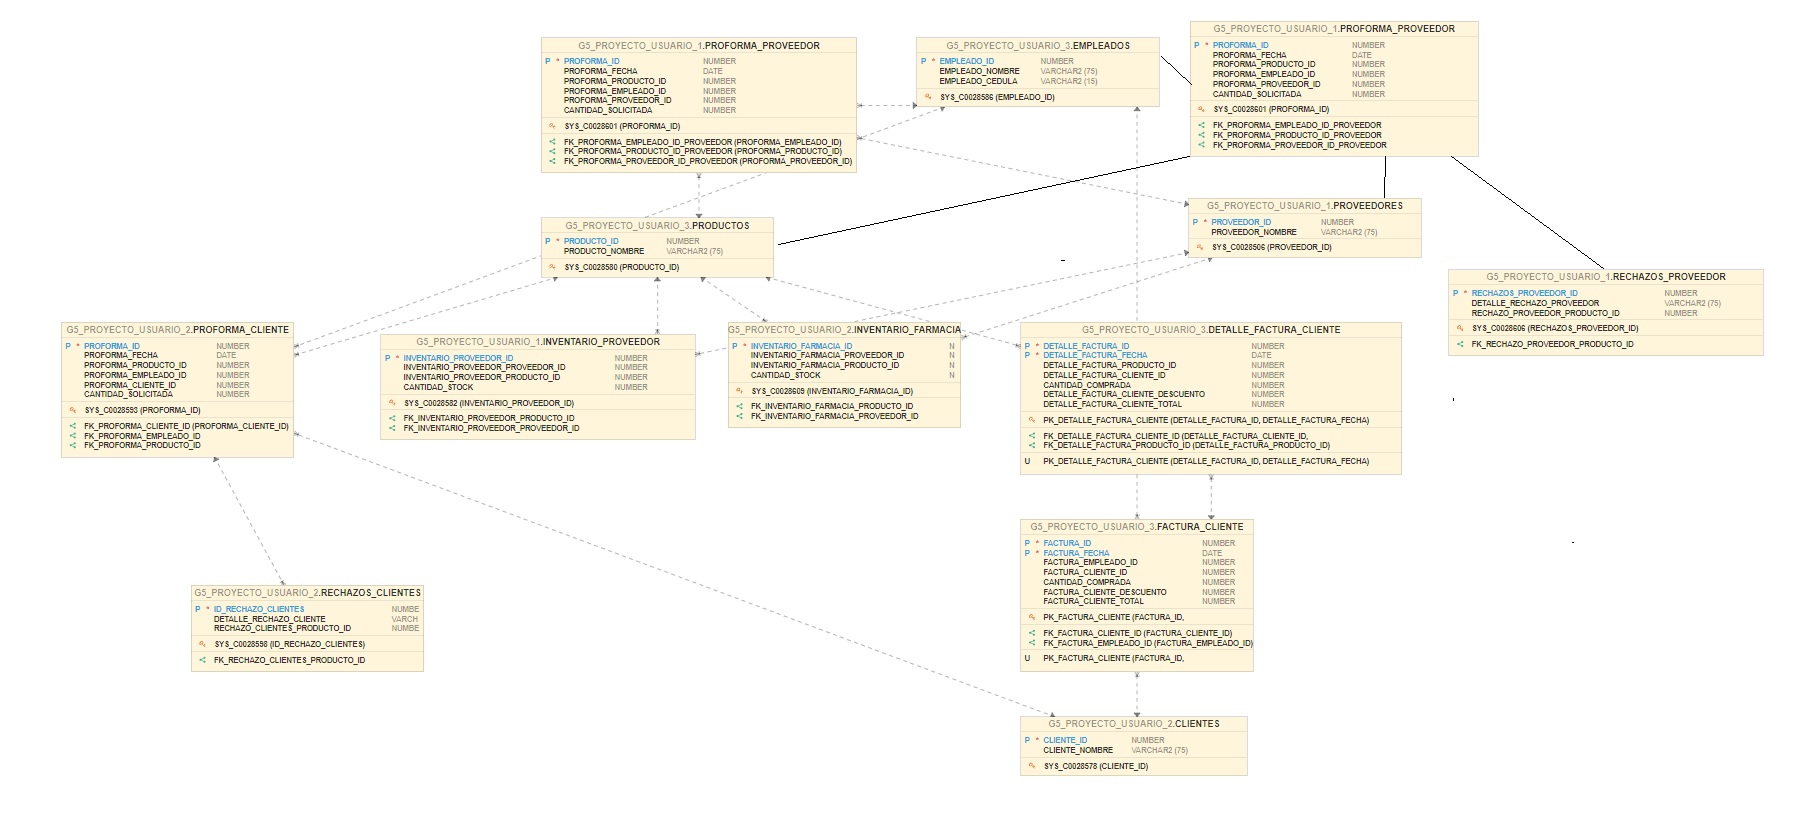 G5_PROYECTO_USUARIO_1.PROFORMA_PROVEEDOR
P * PROFORMA_ID NUMBER
PROFORMA_FECHA DATE
PROFORMA_PRODUCTO_ID NUMBER
PROFORMA_EMPLEADO_ID NUMBER
PROFORMA_PROVEEDOR_ID NUMBER
CANTIDAD_SOLICITADA NUMBER
SYS_C0028601 (PROFORMA_ID)
FK_PROFORMA_EMPLEADO_ID_PROVEEDOR (PROFORMA_EMPLEADO_ID)
FK_PROFORMA_PRODUCTO_ID_PROVEEDOR (PROFORMA_PRODUCTO_ID)
FK_PROFORMA_PROVEEDOR_ID_PROVEEDOR (PROFORMA_PROVEEDOR_ID)
G5_PROYECTO_USUARIO_3.EMPLEADOS
P * EMPLEADO_ID NUMBER
EMPLEADO_NOMBRE VARCHAR2 (75)
EMPLEADO_CEDULA VARCHAR2 (15)
SYS_C0028586 (EMPLEADO_ID)
G5_PROYECTO_USUARIO_1.PROFORMA_PROVEEDOR
P * PROFORMA_ID NUMBER
PROFORMA_FECHA DATE
PROFORMA_PRODUCTO_ID NUMBER
PROFORMA_EMPLEADO_ID NUMBER
PROFORMA_PROVEEDOR_ID NUMBER
CANTIDAD_SOLICITADA NUMBER
SYS_C0028601 (PROFORMA_ID)
FK_PROFORMA_EMPLEADO_ID_PROVEEDOR
FK_PROFORMA_PRODUCTO_ID_PROVEEDOR
FK_PROFORMA_PROVEEDOR_ID_PROVEEDOR
G5_PROYECTO_USUARIO_3.PRODUCTOS
P * PRODUCTO_ID NUMBER
PRODUCTO_NOMBRE VARCHAR2 (75)
SYS_C0028580 (PRODUCTO_ID)
G5_PROYECTO_USUARIO_1.PROVEEDORES
P * PROVEEDOR_ID NUMBER
PROVEEDOR_NOMBRE VARCHAR2 (75)
SYS_C0028506 (PROVEEDOR_ID)
G5_PROYECTO_USUARIO_1.RECHAZOS_PROVEEDOR
P * RECHAZOS_PROVEEDOR_ID NUMBER
DETALLE_RECHAZO_PROVEEDOR VARCHAR2 (75)
RECHAZO_PROVEEDOR_PRODUCTO_ID NUMBER
SYS_C0028606 (RECHAZOS_PROVEEDOR_ID)
FK_RECHAZO_PROVEEDOR_PRODUCTO_ID
G5_PROYECTO_USUARIO_2.PROFORMA_CLIENTE
P * PROFORMA_ID NUMBER
PROFORMA_FECHA DATE
PROFORMA_PRODUCTO_ID NUMBER
PROFORMA_EMPLEADO_ID NUMBER
PROFORMA_CLIENTE_ID NUMBER
CANTIDAD_SOLICITADA NUMBER
SYS_C0028593 (PROFORMA_ID)
FK_PROFORMA_CLIENTE_ID (PROFORMA_CLIENTE_ID)
FK_PROFORMA_EMPLEADO_ID
FK_PROFORMA_PRODUCTO_ID
G5_PROYECTO_USUARIO_1.INVENTARIO_PROVEEDOR
P * INVENTARIO_PROVEEDOR_ID NUMBER
INVENTARIO_PROVEEDOR_PROVEEDOR_ID NUMBER
INVENTARIO_PROVEEDOR_PRODUCTO_ID NUMBER
CANTIDAD_STOCK NUMBER
SYS_C0028582 (INVENTARIO_PROVEEDOR_ID)
FK_INVENTARIO_PROVEEDOR_PRODUCTO_ID
FK_INVENTARIO_PROVEEDOR_PROVEEDOR_ID
G5_PROYECTO_USUARIO_2.INVENTARIO_FARMACIA
P * INVENTARIO_FARMACIA_ID N
INVENTARIO_FARMACIA_PROVEEDOR_ID N
INVENTARIO_FARMACIA_PRODUCTO_ID N
CANTIDAD_STOCK N
SYS_C0028609 (INVENTARIO_FARMACIA_ID)
FK_INVENTARIO_FARMACIA_PRODUCTO_ID
FK_INVENTARIO_FARMACIA_PROVEEDOR_ID
G5_PROYECTO_USUARIO_3.DETALLE_FACTURA_CLIENTE
P * DETALLE_FACTURA_ID NUMBER
P * DETALLE_FACTURA_FECHA DATE
DETALLE_FACTURA_PRODUCTO_ID NUMBER
DETALLE_FACTURA_CLIENTE_ID NUMBER
CANTIDAD_COMPRADA NUMBER
DETALLE_FACTURA_CLIENTE_DESCUENTO NUMBER
DETALLE_FACTURA_CLIENTE_TOTAL NUMBER
PK_DETALLE_FACTURA_CLIENTE (DETALLE_FACTURA_ID, DETALLE_FACTURA_FECHA)
FK_DETALLE_FACTURA_CLIENTE_ID (DETALLE_FACTURA_CLIENTE_ID,
FK_DETALLE_FACTURA_PRODUCTO_ID (DETALLE_FACTURA_PRODUCTO_ID)
U PK_DETALLE_FACTURA_CLIENTE (DETALLE_FACTURA_ID, DETALLE_FACTURA_FECHA)
G5_PROYECTO_USUARIO_3.FACTURA_CLIENTE
P * FACTURA_ID NUMBER
P * FACTURA_FECHA DATE
FACTURA_EMPLEADO_ID NUMBER
FACTURA_CLIENTE_ID NUMBER
CANTIDAD_COMPRADA NUMBER
FACTURA_CLIENTE_DESCUENTO NUMBER
FACTURA_CLIENTE_TOTAL NUMBER
PK_FACTURA_CLIENTE (FACTURA_ID,
FK_FACTURA_CLIENTE_ID (FACTURA_CLIENTE_ID)
FK_FACTURA_EMPLEADO_ID (FACTURA_EMPLEADO_ID)
U PK_FACTURA_CLIENTE (FACTURA_ID,
G5_PROYECTO_USUARIO_2.RECHAZOS_CLIENTES
P * ID_RECHAZO_CLIENTES NUMBE
DETALLE_RECHAZO_CLIENTE VARCH
RECHAZO_CLIENTES_PRODUCTO_ID NUMBE
SYS_C0028598 (ID_RECHAZO_CLIENTES)
FK_RECHAZO_CLIENTES_PRODUCTO_ID
G5_PROYECTO_USUARIO_2.CLIENTES
P * CLIENTE_ID NUMBER
CLIENTE_NOMBRE VARCHAR2 (75)
SYS_C0028578 (CLIENTE_ID)